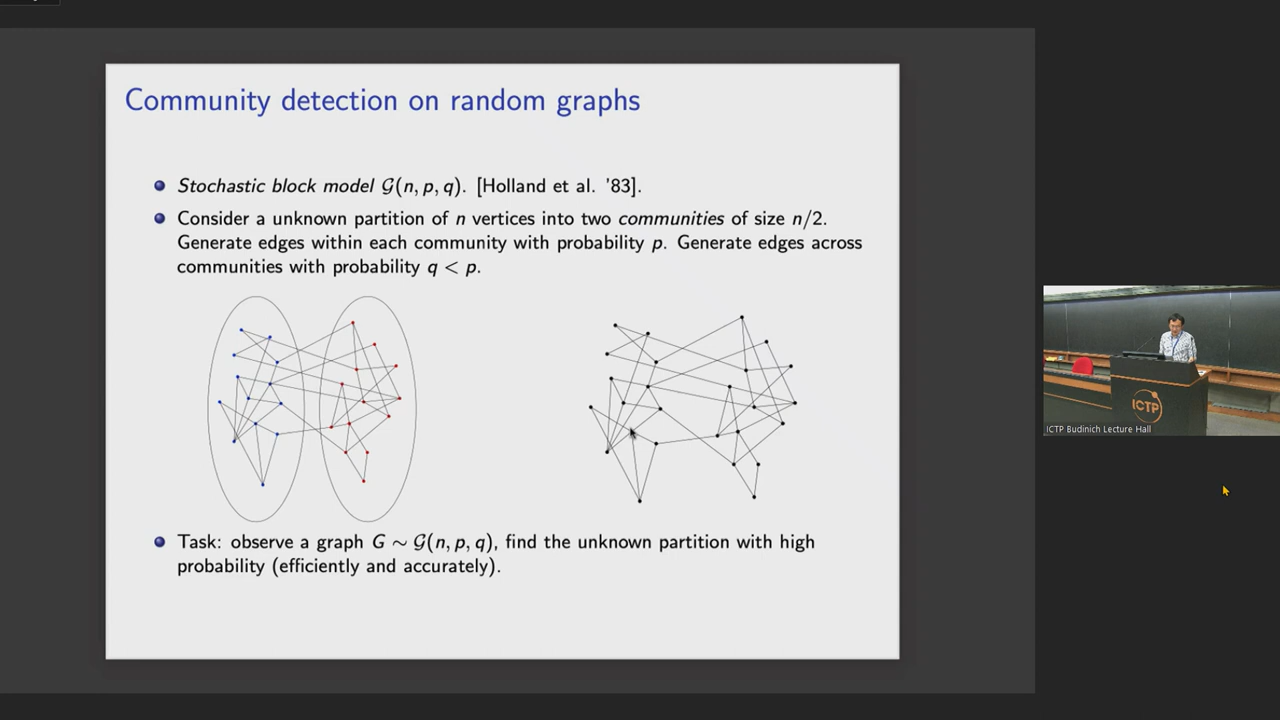 Community detection on random graphs
Stochastic block model 𝒢(n, p, q). [Holland et al. '83].
Consider a unknown partition of n vertices into two communities of size n/2.
Generate edges within each community with probability p. Generate edges across
communities with probability q < p.
Task: observe a graph G ∼ 𝒢(n, p, q), find the unknown partition with high
probability (efficiently and accurately).
ICTP
ICTP Budinich Lecture Hall